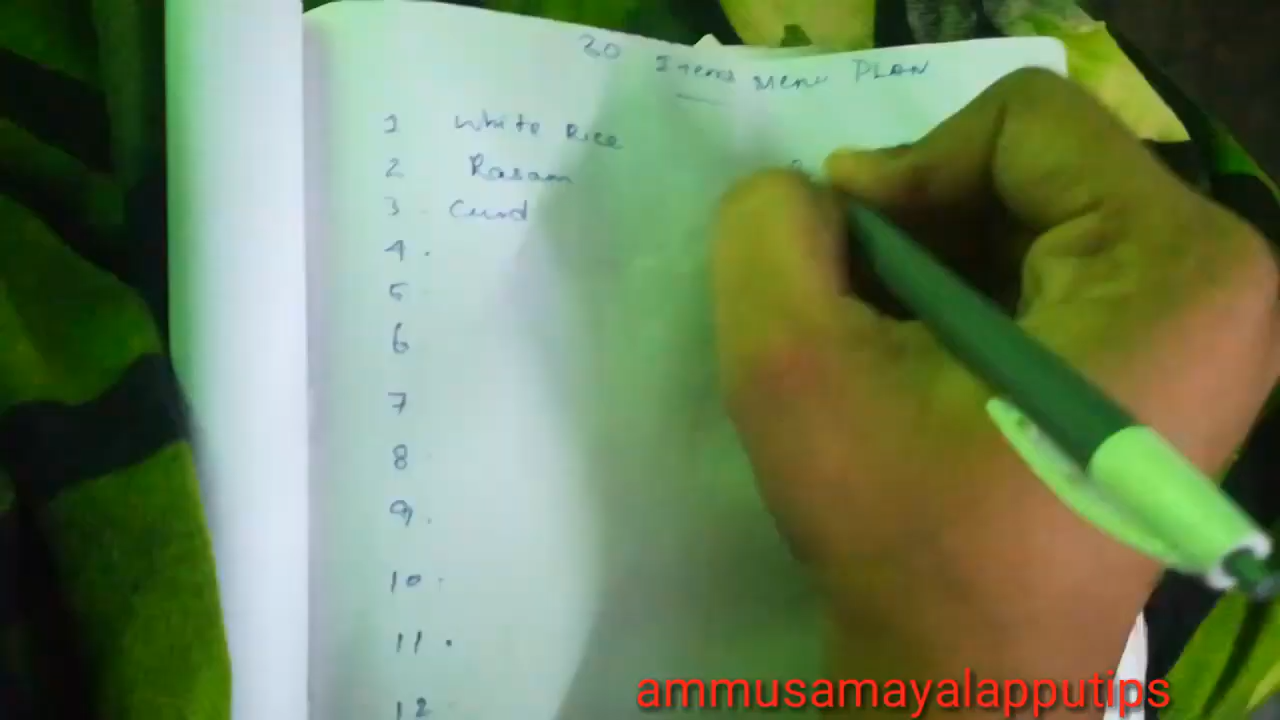 30 Items Menu PLAN
1 White Rice
2 Rasam
3 Curd
4.
5
6
7
8
9.
10.
11.
12
ammusamayalapputips